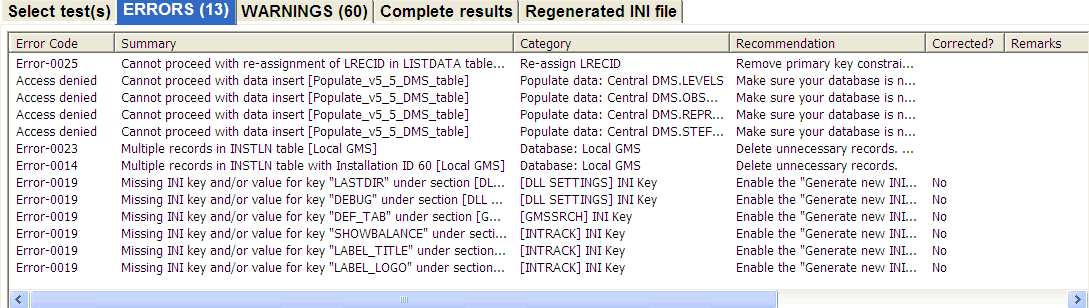 Select test(s) ERRORS (13) WARNINGS (60) Complete results Regenerated INI file
Error Code Summary Category Recommendation Corrected? Remarks
Error-0025 Cannot proceed with re-assignment of LRECID in LISTDATA table... Re-assign LRECID Remove primary key constrai...
Access denied Cannot proceed with data insert [Populate_v5_5_DMS_table] Populate data: Central DMS.LEVELS Make sure your database is n...
Access denied Cannot proceed with data insert [Populate_v5_5_DMS_table] Populate data: Central DMS.OBS... Make sure your database is n...
Access denied Cannot proceed with data insert [Populate_v5_5_DMS_table] Populate data: Central DMS.REPR... Make sure your database is n...
Access denied Cannot proceed with data insert [Populate_v5_5_DMS_table] Populate data: Central DMS.STEF... Make sure your database is n...
Error-0023 Multiple records in INSTLN table [Local GMS] Database: Local GMS Delete unnecessary records. ...
Error-0014 Multiple records in INSTLN table with Installation ID 60 [Local GMS] Database: Local GMS Delete unnecessary records.
Error-0019 Missing INI key and/or value for key "LASTDIR" under section [DL... [DLL SETTINGS] INI Key Enable the "Generate new INI... No
Error-0019 Missing INI key and/or value for key "DEBUG" under section [DLL ... [DLL SETTINGS] INI Key Enable the "Generate new INI... No
Error-0019 Missing INI key and/or value for key "DEF_TAB" under section [G... [GMSSRCH] INI Key Enable the "Generate new INI... No
Error-0019 Missing INI key and/or value for key "SHOWBALANCE" under secti... [INTRACK] INI Key Enable the "Generate new INI... No
Error-0019 Missing INI key and/or value for key "LABEL_TITLE" under section... [INTRACK] INI Key Enable the "Generate new INI... No
Error-0019 Missing INI key and/or value for key "LABEL_LOGO" under section... [INTRACK] INI Key Enable the "Generate new INI... No